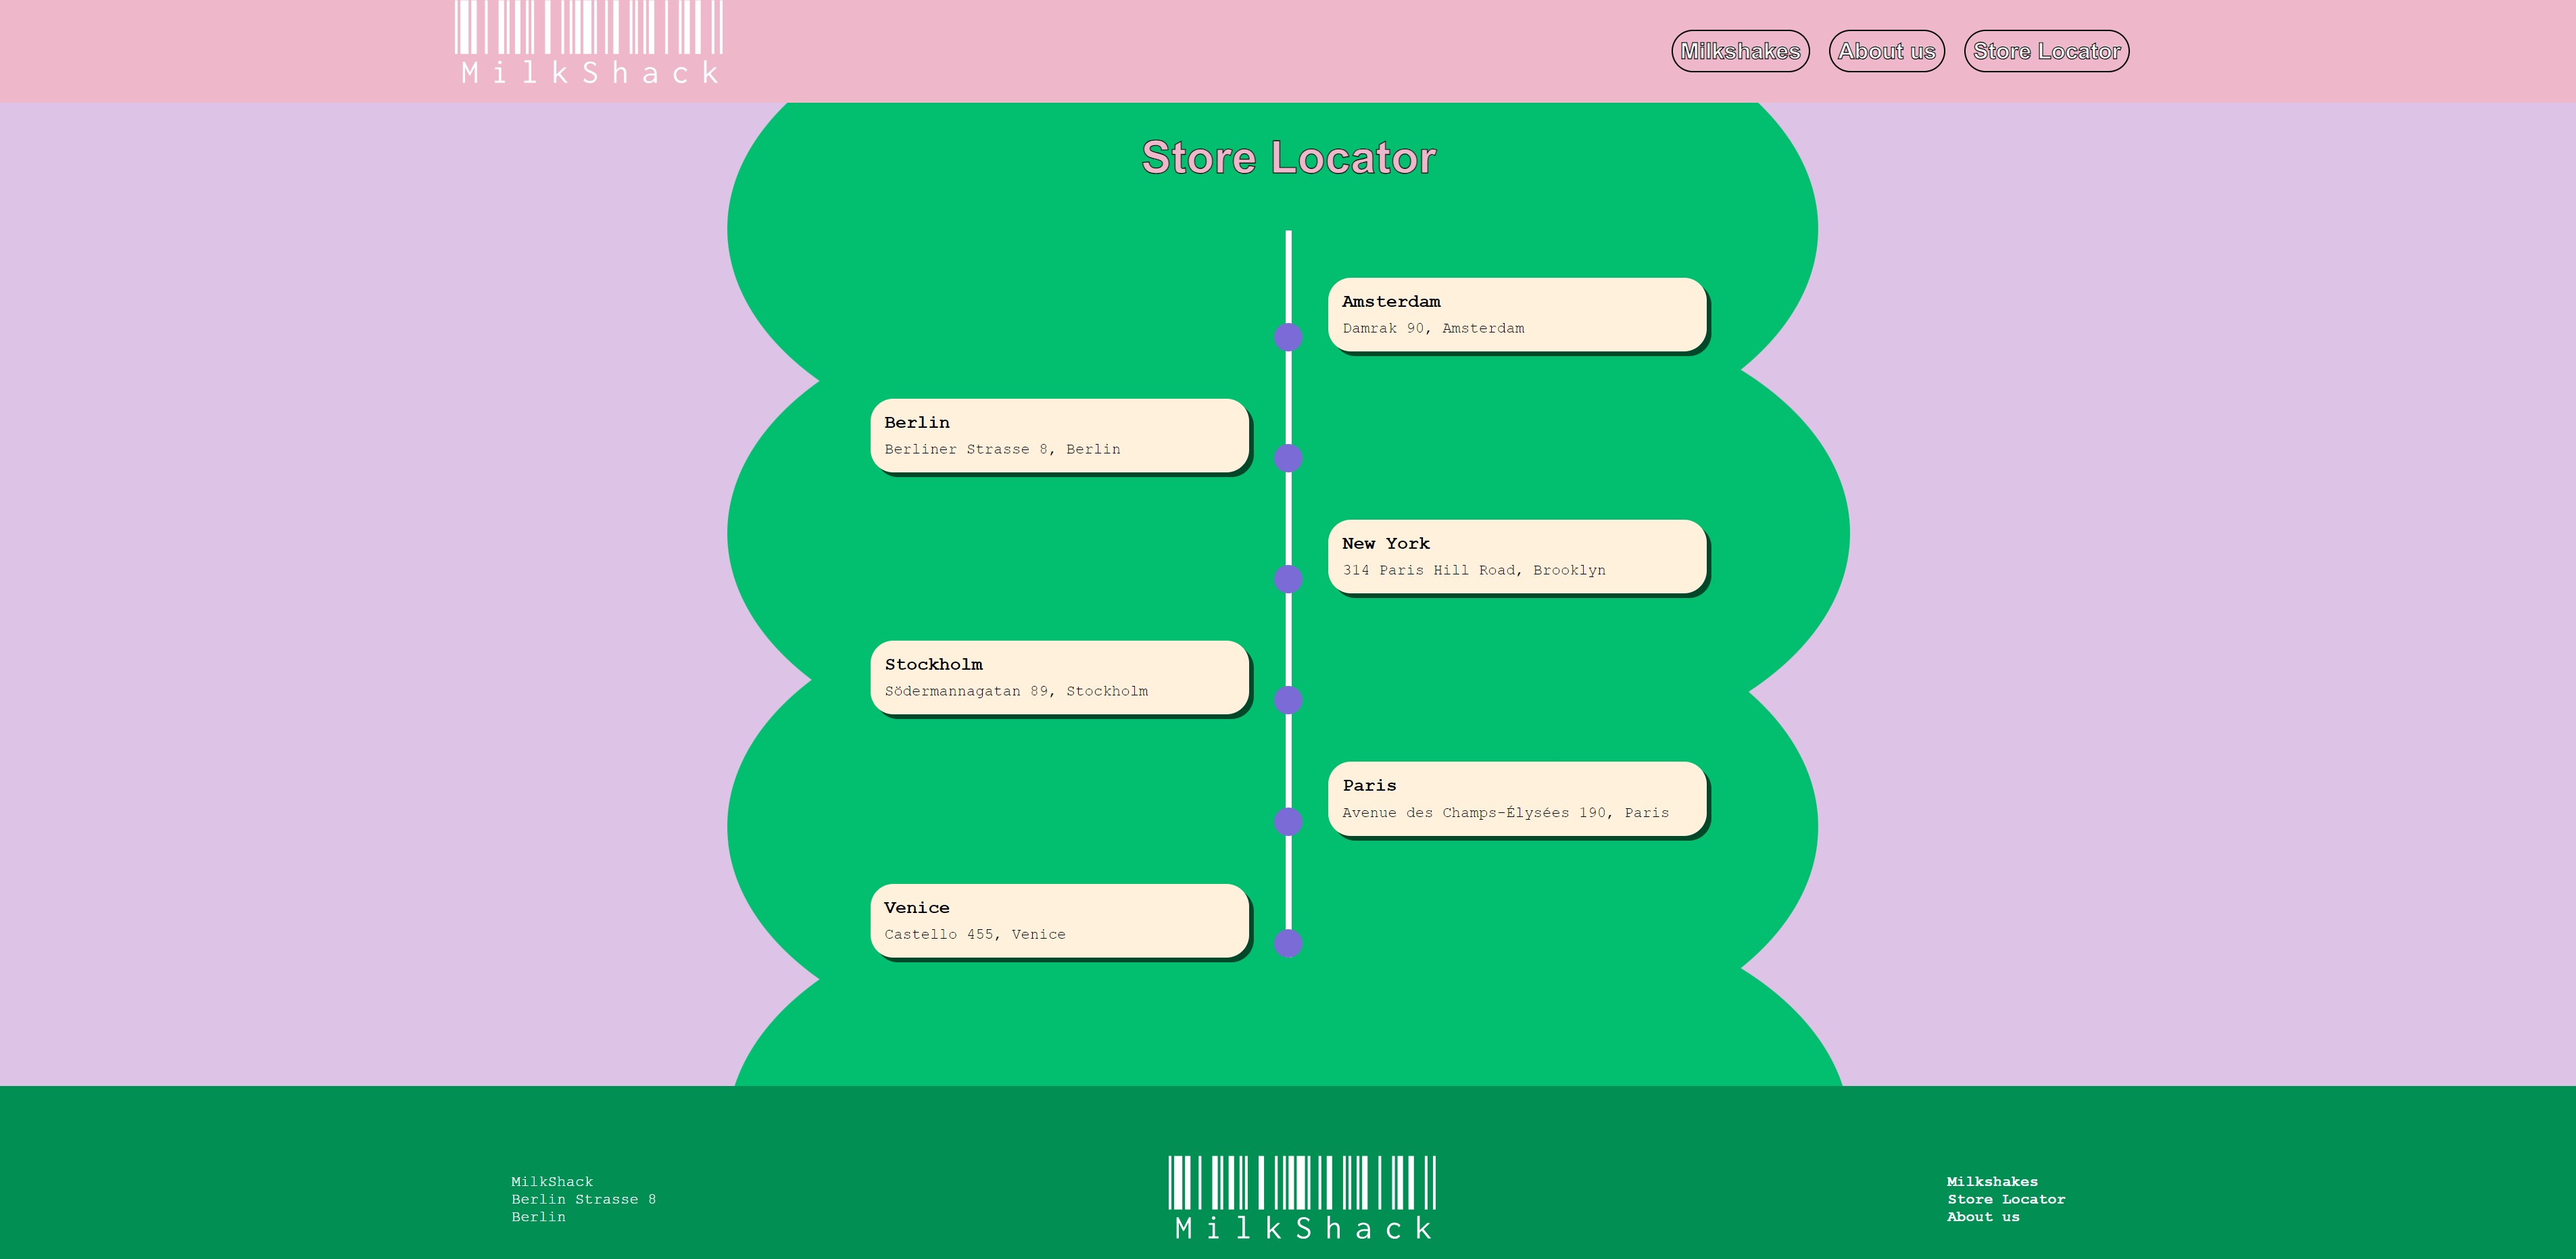 MilkShack
Milkshakes
About us
Store Locator
Store Locator
Amsterdam
Damrak 90, Amsterdam
Berlin
Berliner Strasse 8, Berlin
New York
314 Paris Hill Road, Brooklyn
Stockholm
Södermannagatan 89, Stockholm
Paris
Avenue des Champs-Élysées 190, Paris
Venice
Castello 455, Venice
MilkShack
Berlin Strasse 8
Berlin
MilkShack
Milkshakes
Store Locator
About us